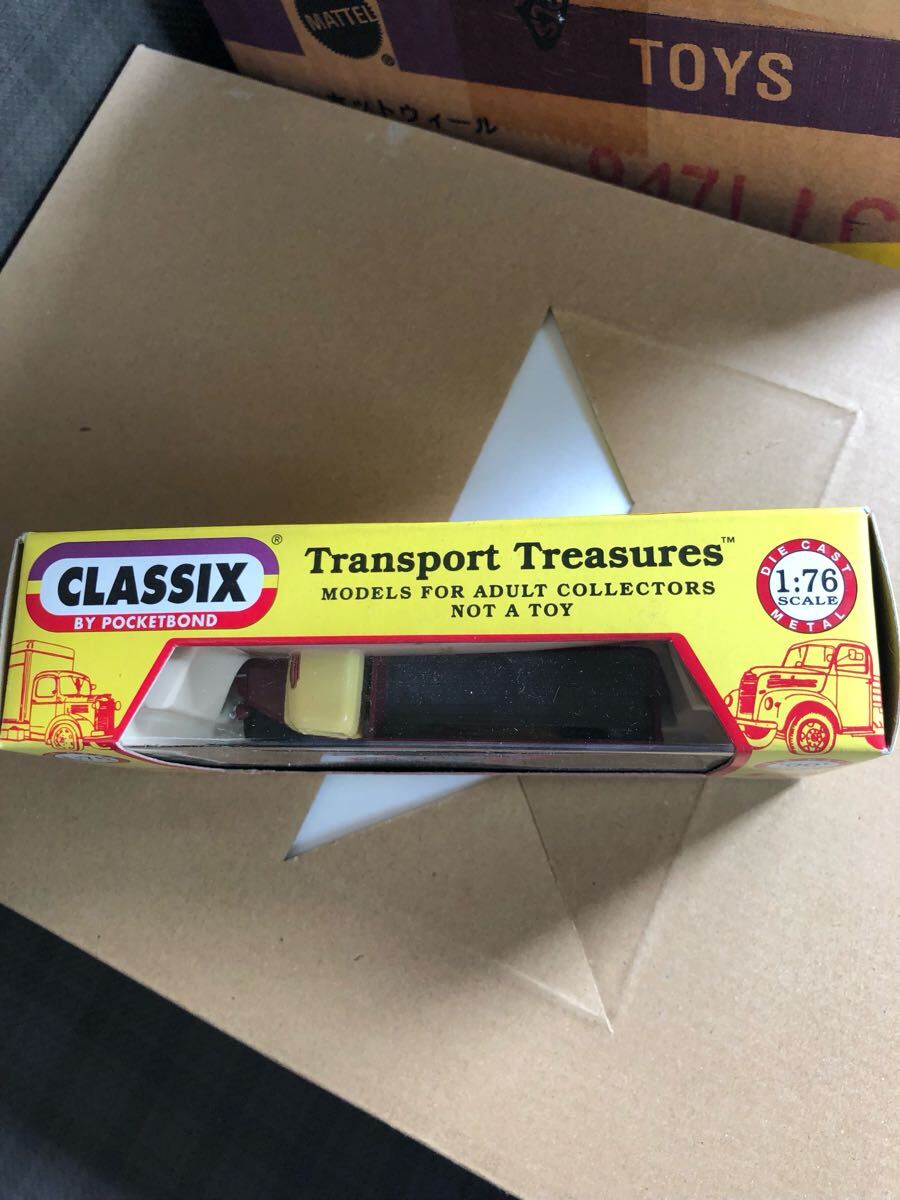 MATTEL
®
TOYS
ホットウィール
CLASSIX
®
BY POCKETBOND
Transport Treasures™
MODELS FOR ADULT COLLECTORS
NOT A TOY
DIE CAST
1:76
SCALE
METAL